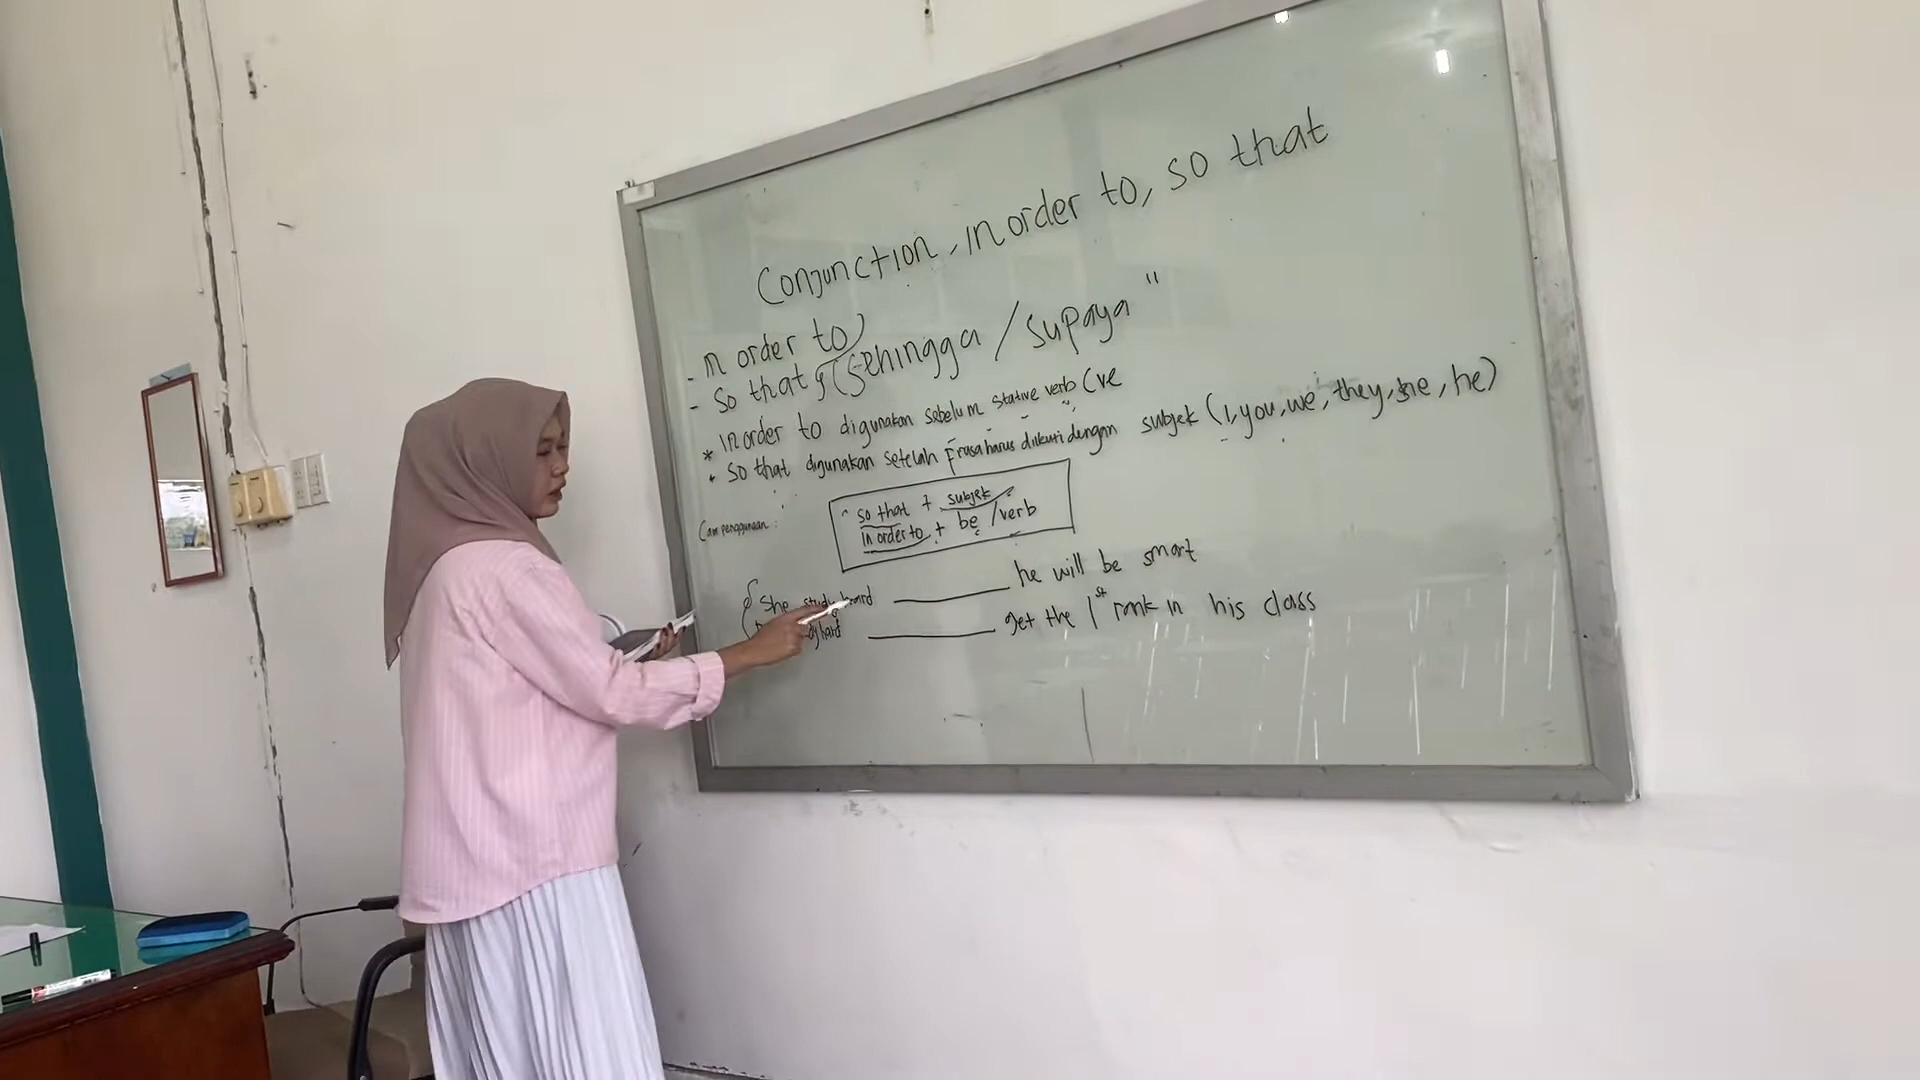 Conjunction, in order to, so that
- in order to
- so that } (sehingga / supaya "
* in order to digunakan sebelum stative verb (ve
* so that digunakan setelah frasa harus diikuti dengan subjek (I, you, we, they, she, he)
Cara penggunaan :
" so that + subjek
in order to + be / verb
She study hard ________ he will be smart
hard ________ get the 1st rank in his class